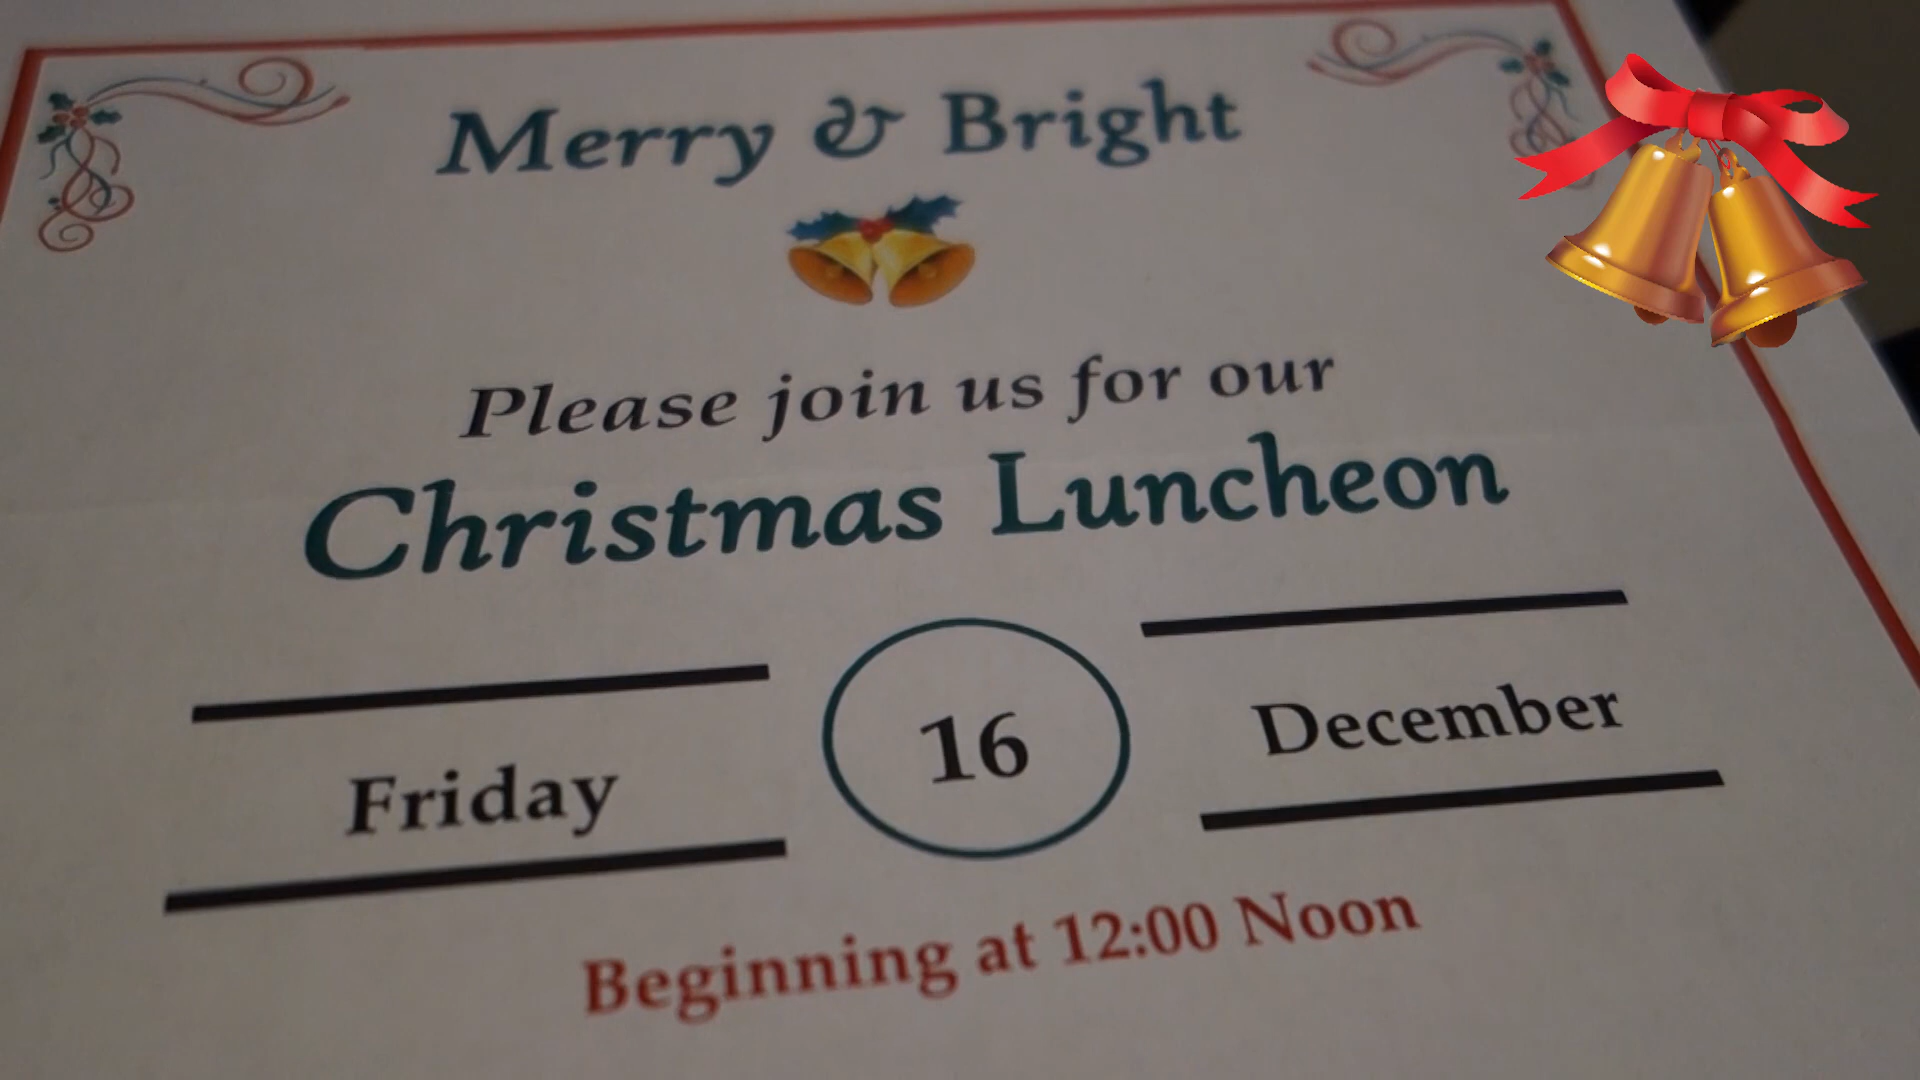 Merry & Bright
Please join us for our
Christmas Luncheon
Friday
16
December
Beginning at 12:00 Noon